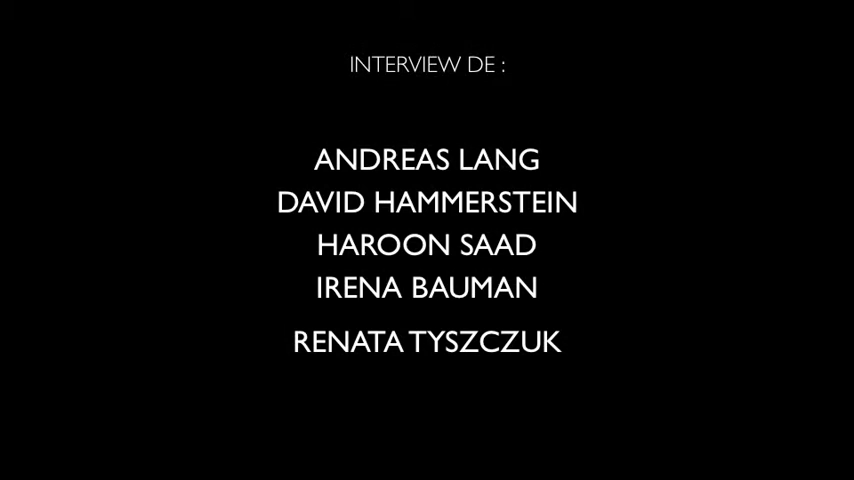 INTERVIEW DE :
ANDREAS LANG
DAVID HAMMERSTEIN
HAROON SAAD
IRENA BAUMAN
RENATA TYSZCZUK